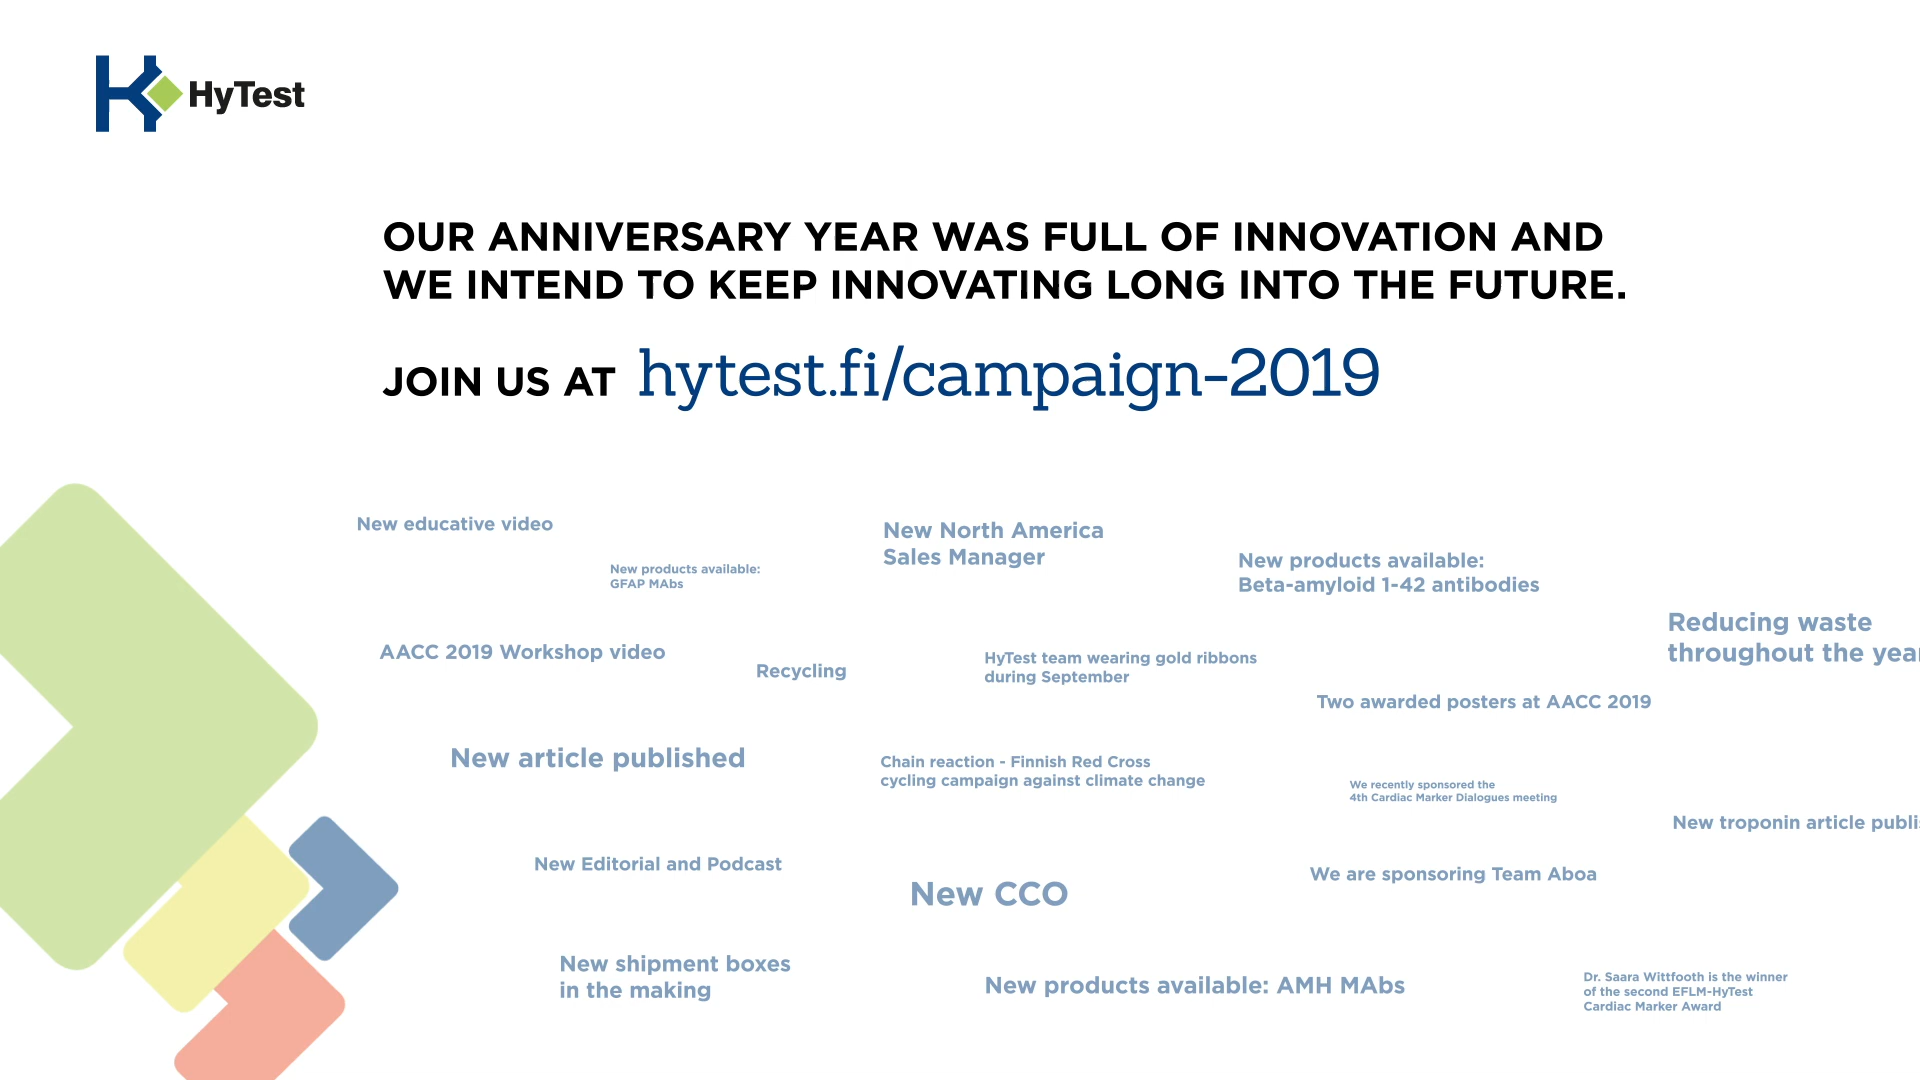 HyTest
OUR ANNIVERSARY YEAR WAS FULL OF INNOVATION AND
WE INTEND TO KEEP INNOVATING LONG INTO THE FUTURE.
JOIN US AT hytest.fi/campaign-2019
New educative video
New products available:
GFAP MAbs
New North America
Sales Manager
New products available:
Beta-amyloid 1-42 antibodies
Reducing waste
throughout the
AACC 2019 Workshop video
Recycling
HyTest team wearing gold ribbons
during September
Two awarded posters at AACC 2019
New article published
Chain reaction - Finnish Red Cross
cycling campaign against climate change
We recently sponsored the
4th Cardiac Marker Dialogues meeting
New troponin article
New Editorial and Podcast
New CCO
We are sponsoring Team Aboa
New shipment boxes
in the making
New products available: AMH MAbs
Dr. Saara Wittfooth is the winner
of the second EFLM-HyTest
Cardiac Marker Award